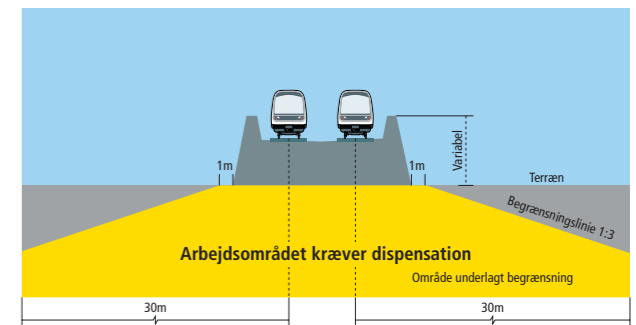 Variabel
1m
1m
Terræn
Begrænsningslinie 1:3
Arbejdsområdet kræver dispensation
Område underlagt begrænsning
30m
30m